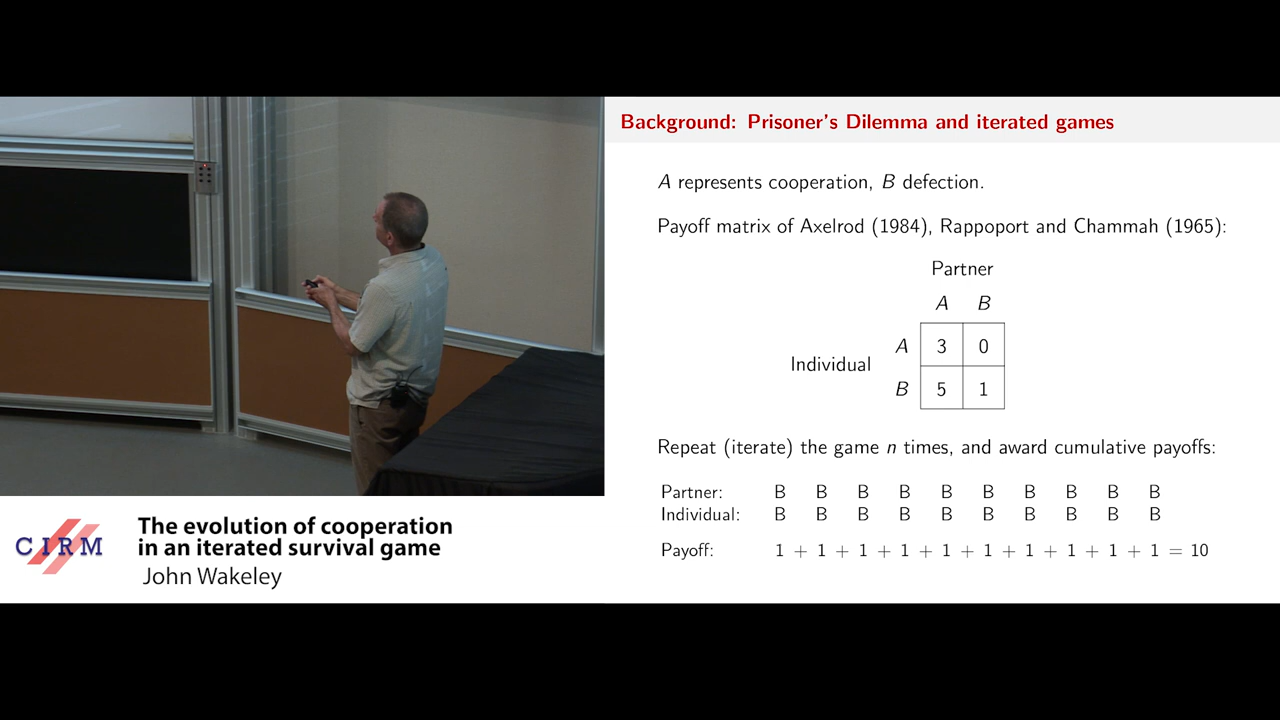 Background: Prisoner's Dilemma and iterated games
A represents cooperation, B defection.
Payoff matrix of Axelrod (1984), Rappoport and Chammah (1965):
Partner
A B
A 3 0
Individual
B 5 1
Repeat (iterate) the game n times, and award cumulative payoffs:
Partner: B B B B B B B B B B
Individual: B B B B B B B B B B
Payoff: 1 + 1 + 1 + 1 + 1 + 1 + 1 + 1 + 1 + 1 = 10
CIRM
The evolution of cooperation
in an iterated survival game
John Wakeley